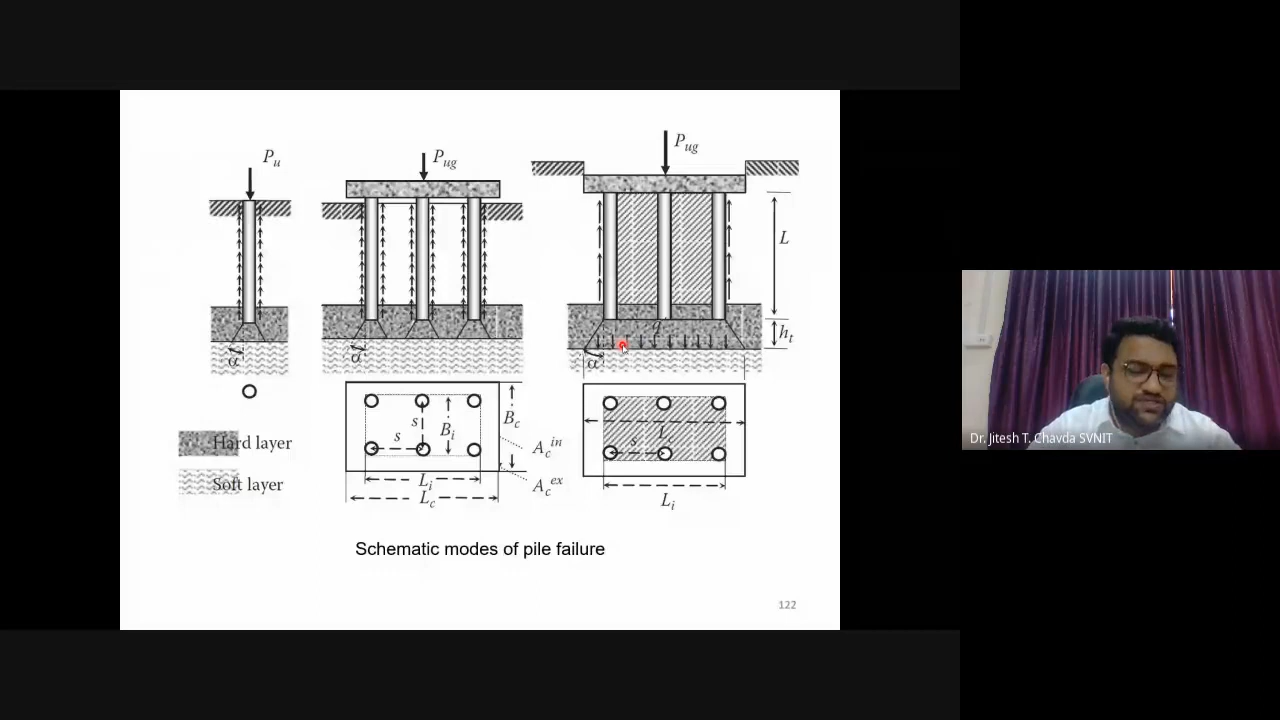 P_u
P_ug
P_ug
L
q
h_t
α
α
α
s
s
B_i
B_c
A_c^in
A_c^ex
L_i
L_c
L
s
L_i
Hard layer
Soft layer
Schematic modes of pile failure
122
Dr. Jitesh T. Chavda SVNIT